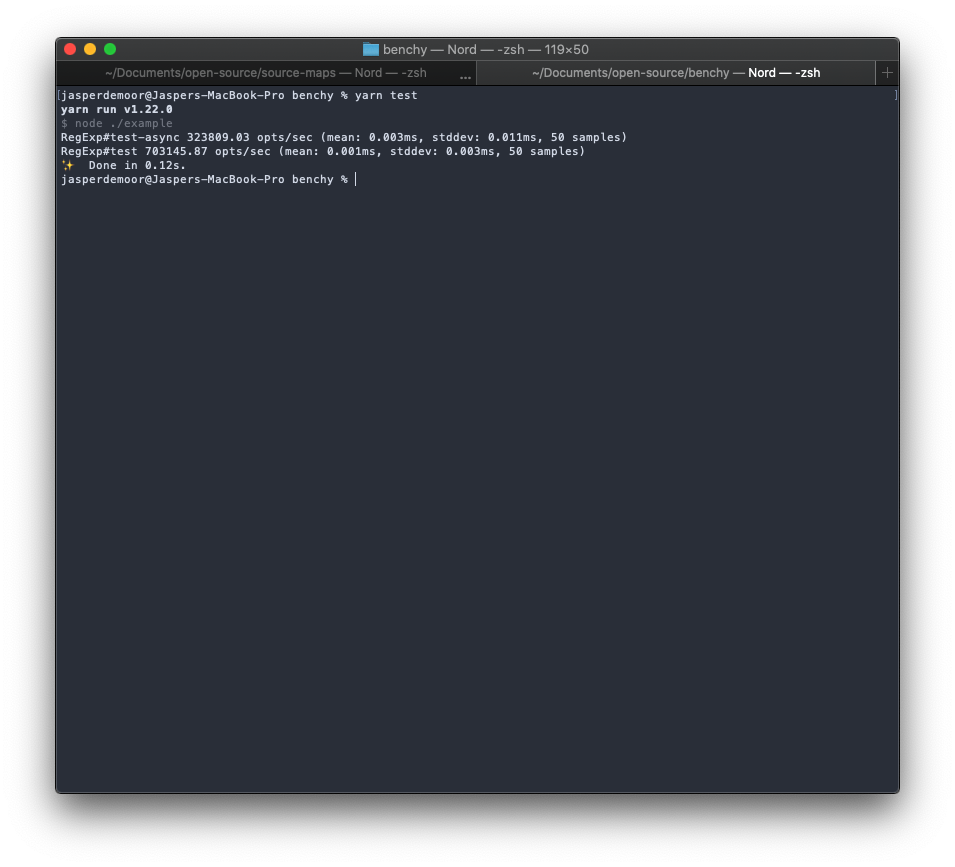 benchy — Nord — -zsh — 119×50
~/Documents/open-source/source-maps — Nord — -zsh ...
~/Documents/open-source/benchy — Nord — -zsh +
[jasperdemoor@Jaspers-MacBook-Pro benchy % yarn test ]
yarn run v1.22.0
$ node ./example
RegExp#test-async 323809.03 opts/sec (mean: 0.003ms, stddev: 0.011ms, 50 samples)
RegExp#test 703145.87 opts/sec (mean: 0.001ms, stddev: 0.003ms, 50 samples)
✨ Done in 0.12s.
jasperdemoor@Jaspers-MacBook-Pro benchy %